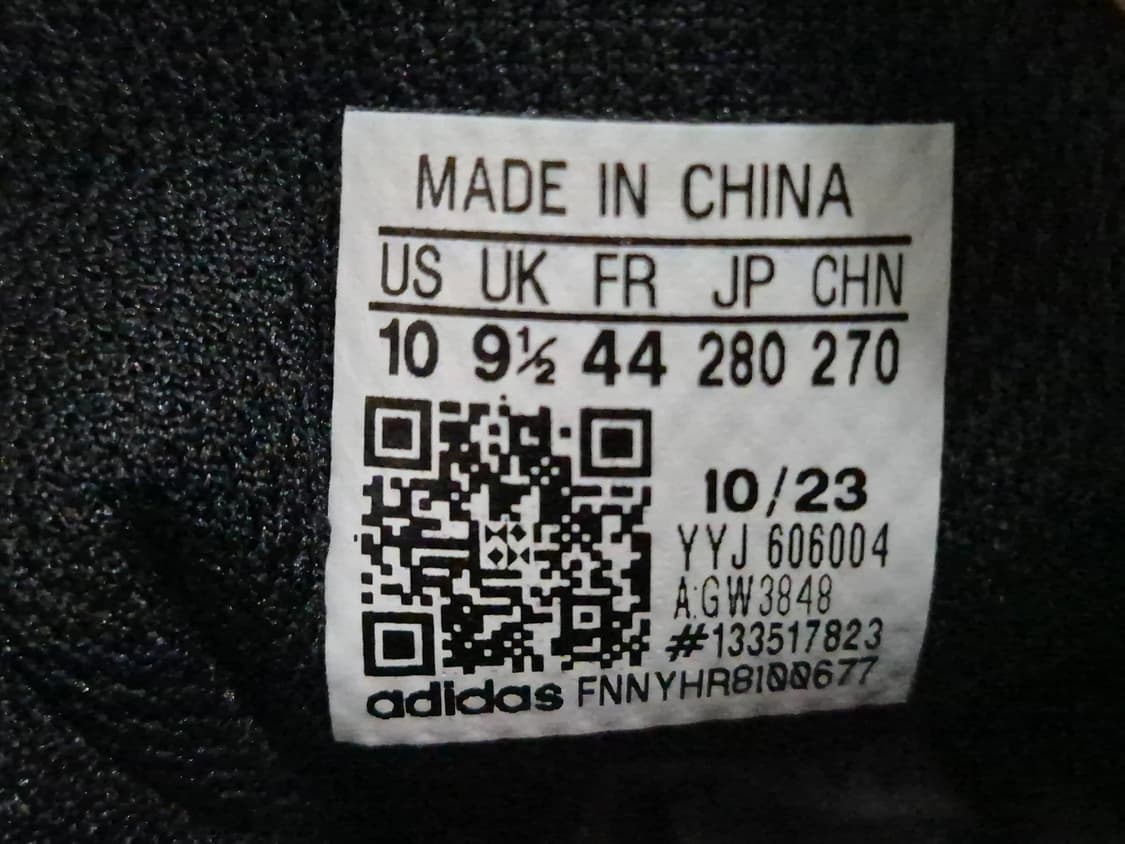 MADE IN CHINA
US UK FR JP CHN
10 9½ 44 280 270
10/23
YYJ 606004
A:GW3848
#133517823
adidas FNNYHR8100677